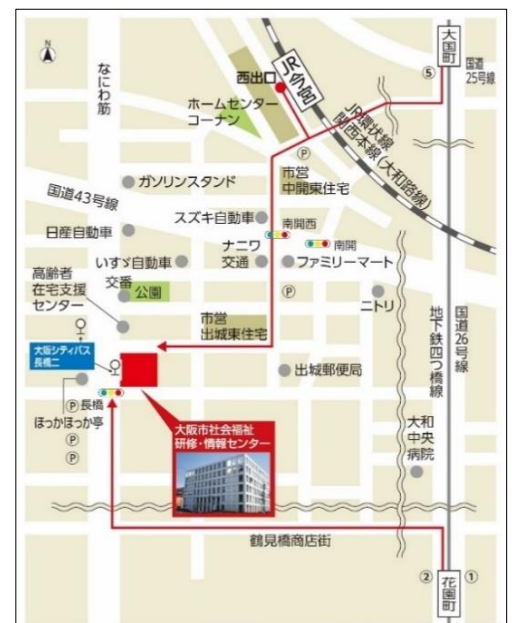 N
大国町
国道
25号線
⑤
西出口
JR今宮
なにわ筋
ホームセンター
コーナン
JR環状線
関西本線(大和路線)
Ⓟ
市営
中開東住宅
ガソリンスタンド
国道43号線
スズキ自動車
南開西
南開
日産自動車
いすゞ自動車
ナニワ
交通
ファミリーマート
高齢者
在宅支援
センター
交番
公園
Ⓟ
ニトリ
国道26号線
地下鉄四つ橋線
市営
出城東住宅
大阪シティバス
長橋二
出城郵便局
Ⓟ
長橋
ほっかほっか亭
Ⓟ
Ⓟ
大阪市社会福祉
研修・情報センター
大和
中央
病院
鶴見橋商店街
②
①
花園町